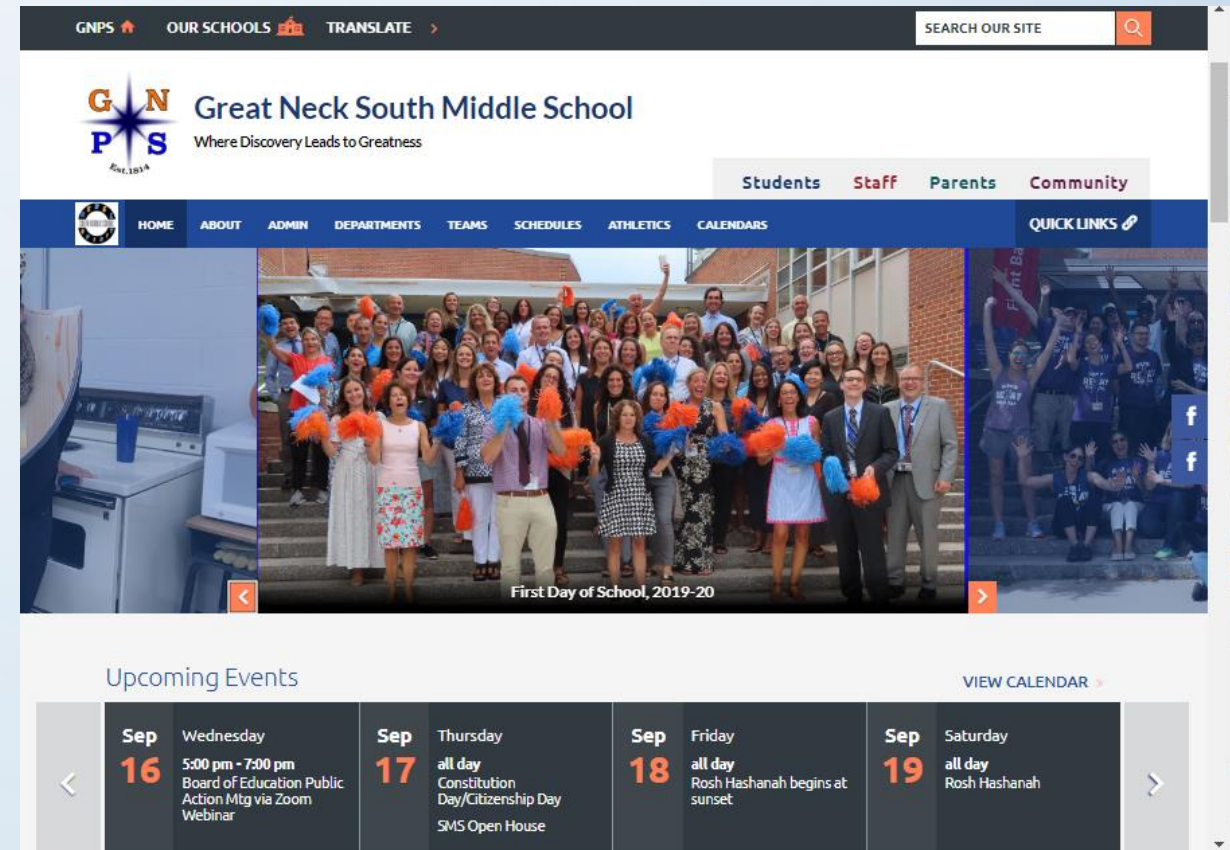 GNPS
OUR SCHOOLS
TRANSLATE
SEARCH OUR SITE
G N
P S
Est.1814
Great Neck South Middle School
Where Discovery Leads to Greatness
Students Staff Parents Community
HOME ABOUT ADMIN DEPARTMENTS TEAMS SCHEDULES ATHLETICS CALENDARS
QUICK LINKS
f
f
First Day of School, 2019-20
Upcoming Events
VIEW CALENDAR »
Sep
16
Wednesday
5:00 pm - 7:00 pm
Board of Education Public
Action Mtg via Zoom
Webinar
Sep
17
Thursday
all day
Constitution
Day/Citizenship Day
SMS Open House
Sep
18
Friday
all day
Rosh Hashanah begins at
sunset
Sep
19
Saturday
all day
Rosh Hashanah